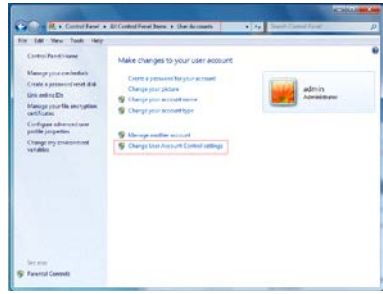 Control Panel ▸ All Control Panel Items ▸ User Accounts
Search Control Panel
File Edit View Tools Help
Control Panel Home
Manage your credentials
Create a password reset disk
Link online IDs
Manage your file encryption certificates
Configure advanced user profile properties
Change my environment variables
See also
Parental Controls
Make changes to your user account
Create a password for your account
Change your picture
Change your account name
Change your account type
Manage another account
Change User Account Control settings
admin
Administrator